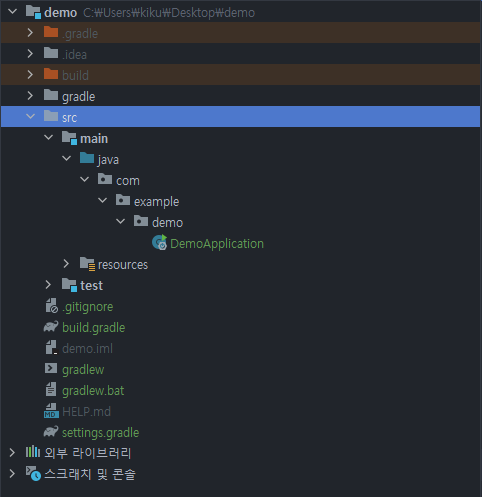 demo C:₩Users₩kiku₩Desktop₩demo
.gradle
.idea
build
gradle
src
main
java
com
example
demo
DemoApplication
resources
test
.gitignore
build.gradle
demo.iml
gradlew
gradlew.bat
HELP.md
settings.gradle
외부 라이브러리
스크래치 및 콘솔